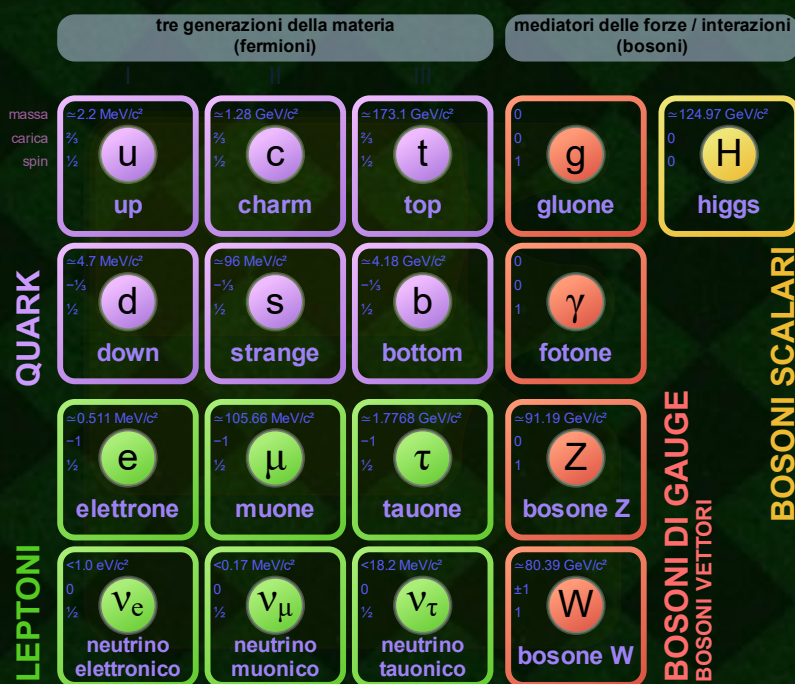 tre generazioni della materia
(fermioni)
mediatori delle forze / interazioni
(bosoni)
I
II
III
massa
carica
spin
≃2.2 MeV/c²
⅔
½
u
up
≃1.28 GeV/c²
⅔
½
c
charm
≃173.1 GeV/c²
⅔
½
t
top
0
0
1
g
gluone
≃124.97 GeV/c²
0
0
H
higgs
QUARK
≃4.7 MeV/c²
−⅓
½
d
down
≃96 MeV/c²
−⅓
½
s
strange
≃4.18 GeV/c²
−⅓
½
b
bottom
0
0
1
γ
fotone
BOSONI SCALARI
LEPTONI
≃0.511 MeV/c²
−1
½
e
elettrone
≃105.66 MeV/c²
−1
½
μ
muone
≃1.7768 GeV/c²
−1
½
τ
tauone
≃91.19 GeV/c²
0
1
Z
bosone Z
<1.0 eV/c²
0
½
νe
neutrino
elettronico
<0.17 MeV/c²
0
½
νμ
neutrino
muonico
<18.2 MeV/c²
0
½
ντ
neutrino
tauonico
≃80.39 GeV/c²
±1
1
W
bosone W
BOSONI DI GAUGE
BOSONI VETTORI